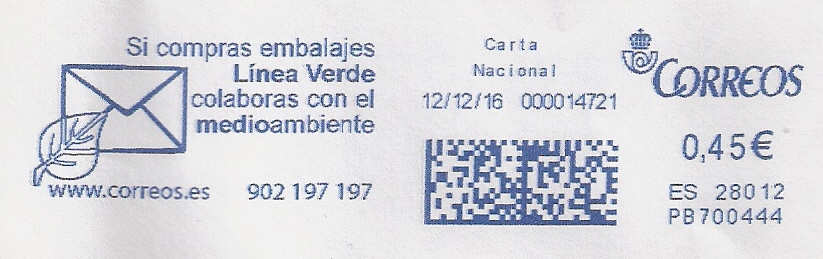 Si compras embalajes
Línea Verde
colaboras con el
medioambiente
www.correos.es 902 197 197
Carta
Nacional
12/12/16 000014721
CORREOS
0,45€
ES 28012
PB700444